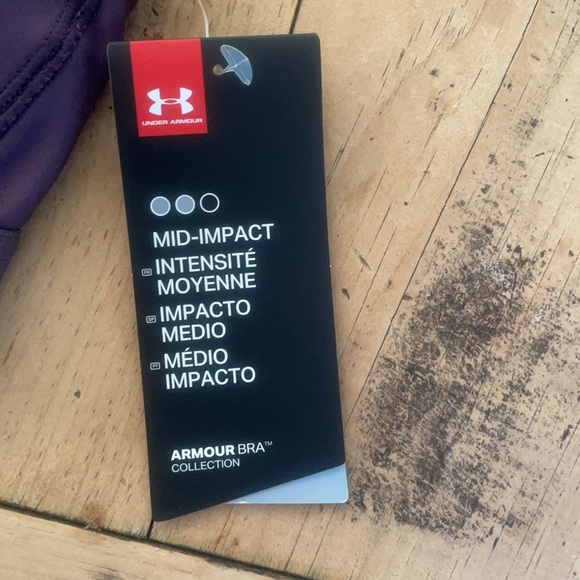 UNDER ARMOUR
MID-IMPACT
FR INTENSITÉ
MOYENNE
SP IMPACTO
MEDIO
PT MÉDIO
IMPACTO
ARMOUR BRA™
COLLECTION